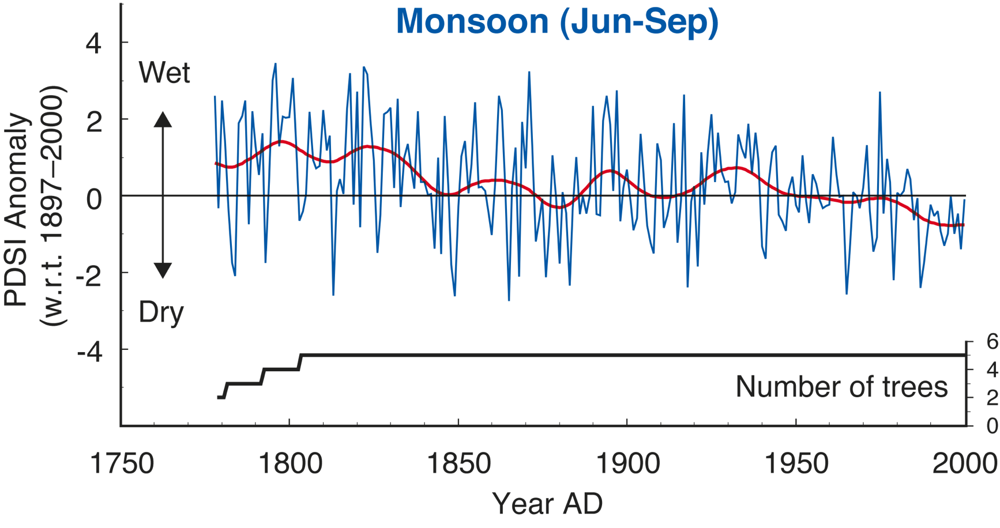 Monsoon (Jun-Sep)
PDSI Anomaly
(w.r.t. 1897–2000)
4
2
0
-2
-4
Wet
Dry
6
4
2
0
Number of trees
1750 1800 1850 1900 1950 2000
Year AD